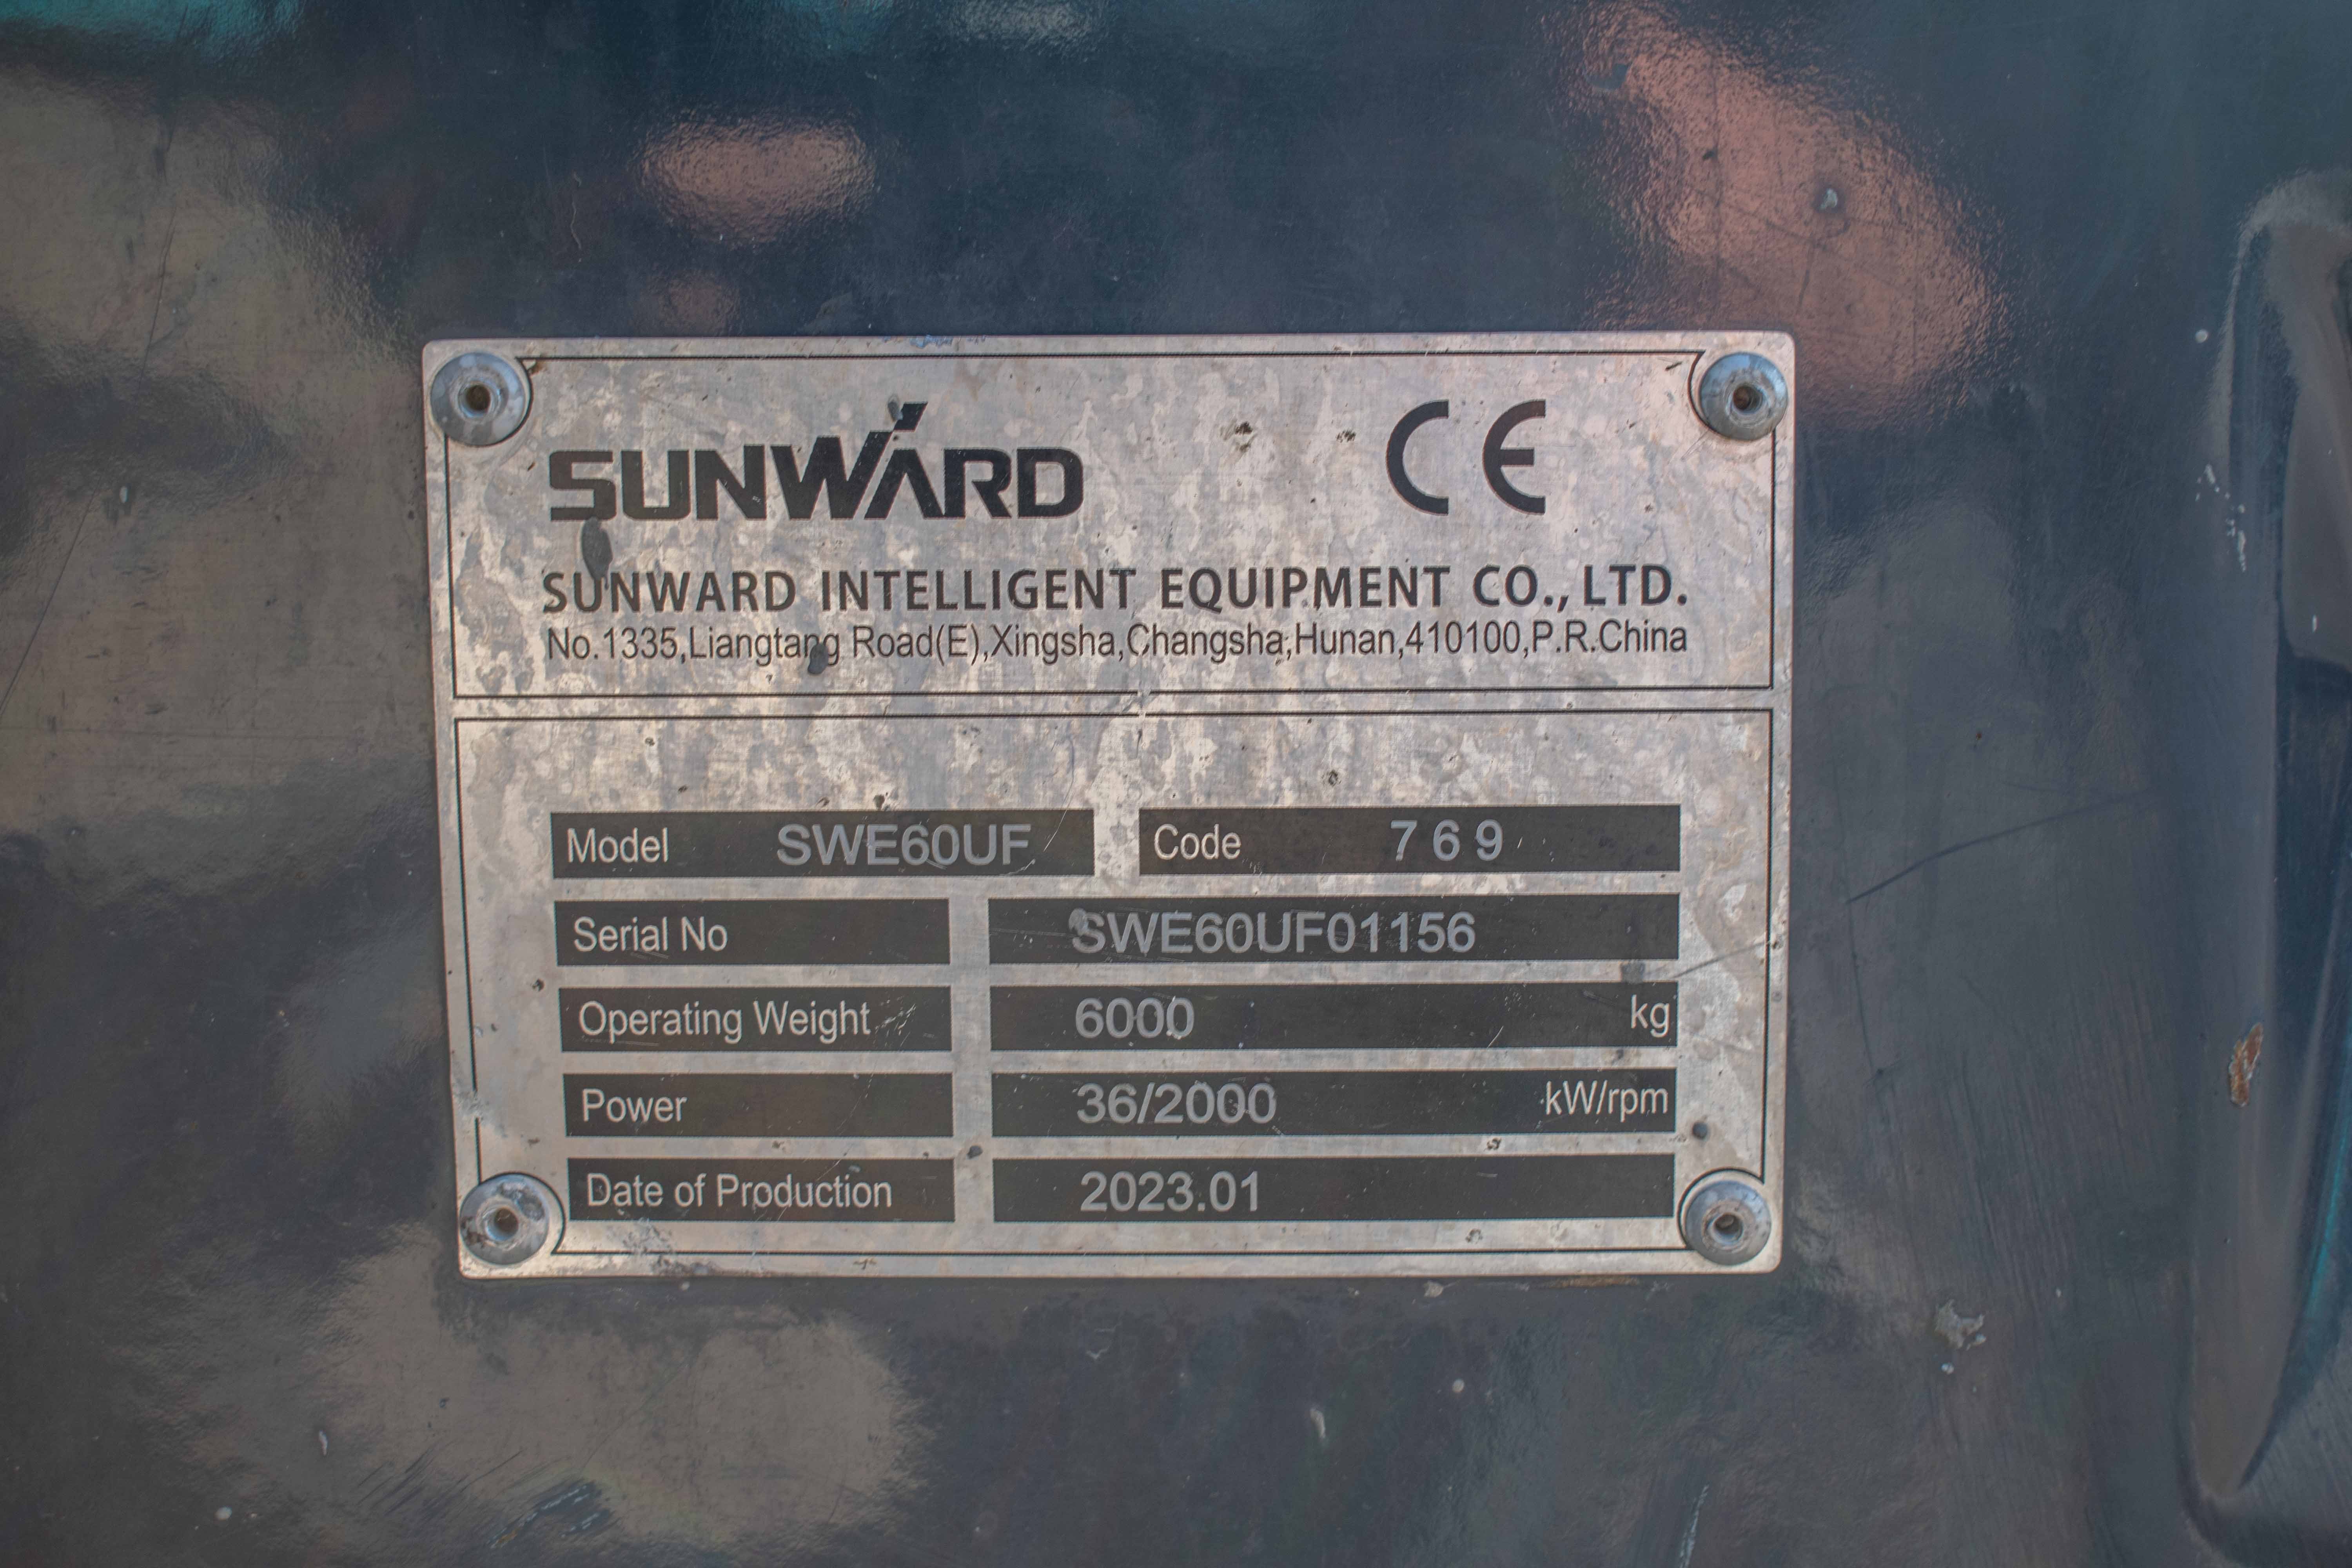 SUNWARD CE
SUNWARD INTELLIGENT EQUIPMENT CO., LTD.
No.1335,Liangtang Road(E),Xingsha,Changsha,Hunan,410100,P.R.China
Model SWE60UF Code 769
Serial No SWE60UF01156
Operating Weight 6000 kg
Power 36/2000 kW/rpm
Date of Production 2023.01